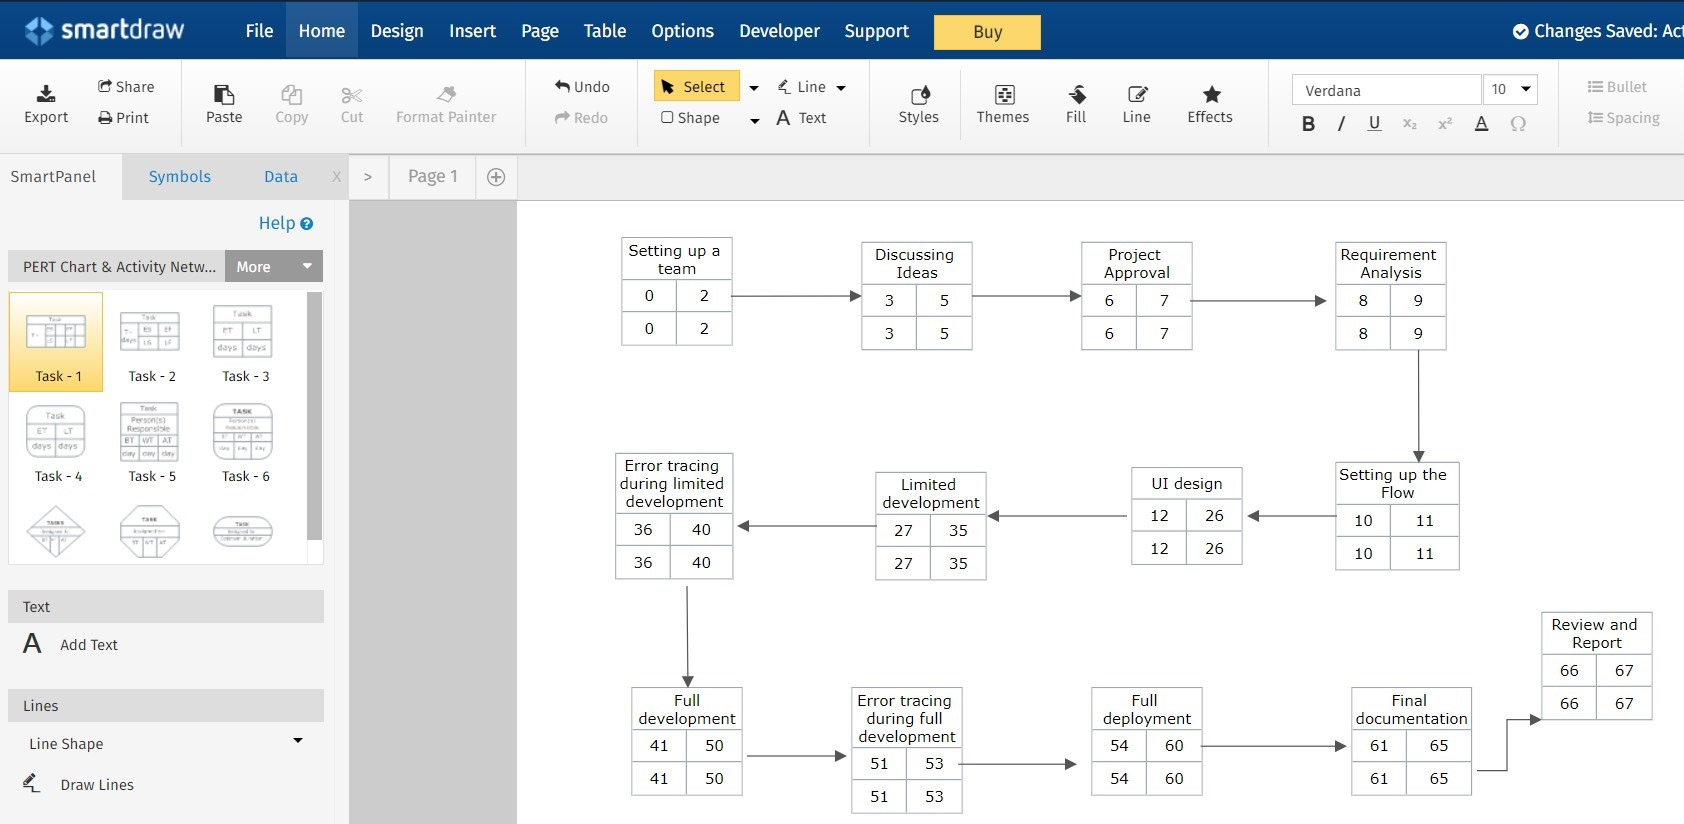 smartdraw
File Home Design Insert Page Table Options Developer Support Buy
Changes Saved: Act
Export
Share
Print
Paste
Copy
Cut
Format Painter
Undo
Redo
Select
Shape
Line
Text
Styles
Themes
Fill
Line
Effects
Verdana 10
B I U x₂ x² A Ω
Bullet
Spacing
SmartPanel Symbols Data X > Page 1
Help
PERT Chart & Activity Netw... More
Task - 1 Task - 2 Task - 3
Task - 4 Task - 5 Task - 6
Text
A Add Text
Lines
Line Shape
Draw Lines
Setting up a
team
0 2
0 2
Discussing
Ideas
3 5
3 5
Project
Approval
6 7
6 7
Requirement
Analysis
8 9
8 9
Setting up the
Flow
10 11
10 11
UI design
12 26
12 26
Limited
development
27 35
27 35
Error tracing
during limited
development
36 40
36 40
Full
development
41 50
41 50
Error tracing
during full
development
51 53
51 53
Full
deployment
54 60
54 60
Final
documentation
61 65
61 65
Review and
Report
66 67
66 67